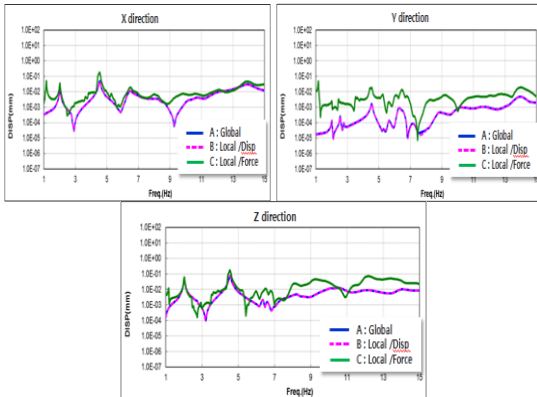 X direction
DISP(mm)
1.0E+02
1.0E+01
1.0E+00
1.0E-01
1.0E-02
1.0E-03
1.0E-04
1.0E-05
1.0E-06
1.0E-07
1 3 5 7 9 11 13 15
Freq.(Hz)
A : Global
B : Local /Disp
C : Local /Force
Y direction
DISP(mm)
1.0E+02
1.0E+01
1.0E+00
1.0E-01
1.0E-02
1.0E-03
1.0E-04
1.0E-05
1.0E-06
1.0E-07
1 3 5 7 9 11 13 15
Freq.(Hz)
A : Global
B : Local /Disp
C : Local /Force
Z direction
DISP(mm)
1.0E+02
1.0E+01
1.0E+00
1.0E-01
1.0E-02
1.0E-03
1.0E-04
1.0E-05
1.0E-06
1.0E-07
1 3 5 7 9 11 13 15
Freq.(Hz)
A : Global
B : Local /Disp
C : Local /Force